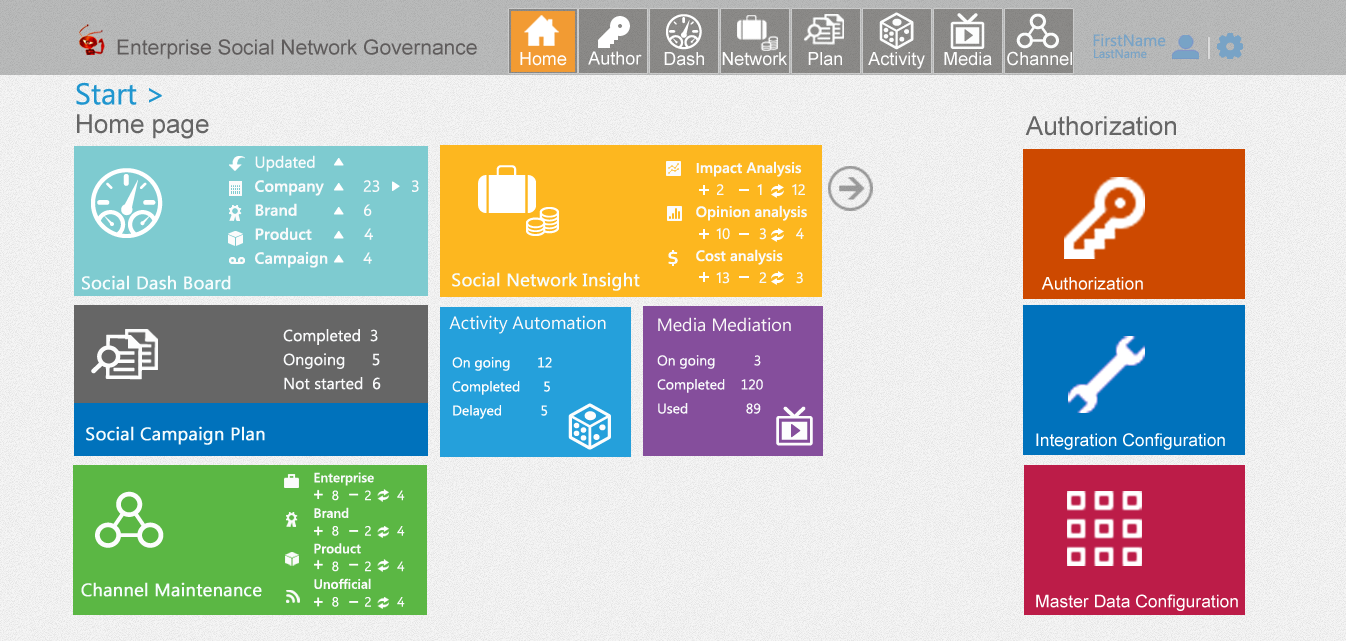 Enterprise Social Network Governance
Home
Author
Dash
Network
Plan
Activity
Media
Channel
FirstName
LastName
Start >
Home page
Updated
Company 23 3
Brand 6
Product 4
Campaign 4
Social Dash Board
Impact Analysis
+ 2 − 1 12
Opinion analysis
+ 10 − 3 4
$ Cost analysis
+ 13 − 2 3
Social Network Insight
Completed 3
Ongoing 5
Not started 6
Social Campaign Plan
Activity Automation
On going 12
Completed 5
Delayed 5
Media Mediation
On going 3
Completed 120
Used 89
Enterprise
+ 8 − 2 4
Brand
+ 8 − 2 4
Product
+ 8 − 2 4
Unofficial
+ 8 − 2 4
Channel Maintenance
Authorization
Authorization
Integration Configuration
Master Data Configuration